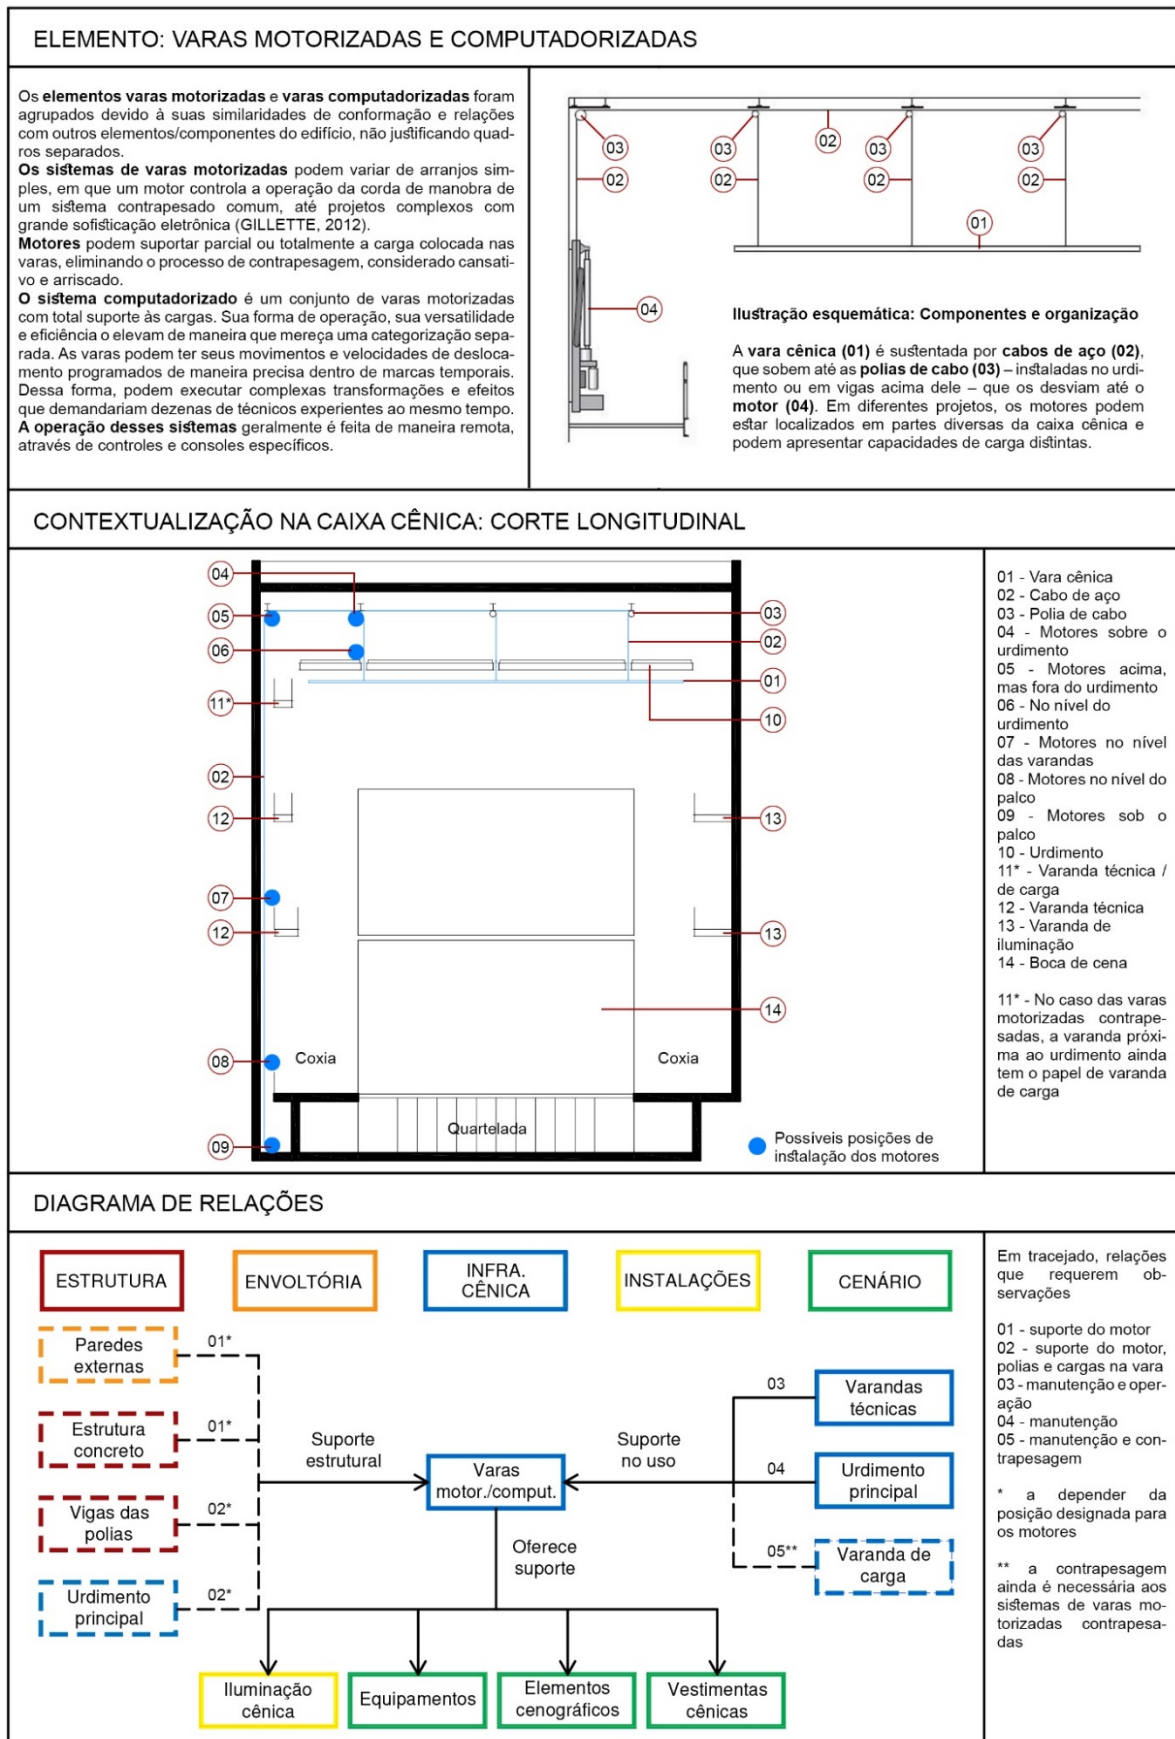 ELEMENTO: VARAS MOTORIZADAS E COMPUTADORIZADAS
Os elementos varas motorizadas e varas computadorizadas foram
agrupados devido à suas similaridades de conformação e relações
com outros elementos/componentes do edifício, não justificando quad-
ros separados.
Os sistemas de varas motorizadas podem variar de arranjos sim-
ples, em que um motor controla a operação da corda de manobra de
um sistema contrapesado comum, até projetos complexos com
grande sofisticação eletrônica (GILLETTE, 2012).
Motores podem suportar parcial ou totalmente a carga colocada nas
varas, eliminando o processo de contrapesagem, considerado cansati-
vo e arriscado.
O sistema computadorizado é um conjunto de varas motorizadas
com total suporte às cargas. Sua forma de operação, sua versatilidade
e eficiência o elevam de maneira que mereça uma categorização sepa-
rada. As varas podem ter seus movimentos e velocidades de desloca-
mento programados de maneira precisa dentro de marcas temporais.
Dessa forma, podem executar complexas transformações e efeitos
que demandariam dezenas de técnicos experientes ao mesmo tempo.
A operação desses sistemas geralmente é feita de maneira remota,
através de controles e consoles específicos.
03 03 02 03 03
02 02 02 02
01
04
Ilustração esquemática: Componentes e organização
A vara cênica (01) é sustentada por cabos de aço (02),
que sobem até as polias de cabo (03) – instaladas no urdi-
mento ou em vigas acima dele – que os desviam até o
motor (04). Em diferentes projetos, os motores podem
estar localizados em partes diversas da caixa cênica e
podem apresentar capacidades de carga distintas.
CONTEXTUALIZAÇÃO NA CAIXA CÊNICA: CORTE LONGITUDINAL
04
05 03
06 02
01
11*
10
02
12 13
07
12 13
14
Coxia Coxia
08
Quartelada
09
Possíveis posições de
instalação dos motores
01 - Vara cênica
02 - Cabo de aço
03 - Polia de cabo
04 - Motores sobre o
urdimento
05 - Motores acima,
mas fora do urdimento
06 - No nível do
urdimento
07 - Motores no nível
das varandas
08 - Motores no nível do
palco
09 - Motores sob o
palco
10 - Urdimento
11* - Varanda técnica /
de carga
12 - Varanda técnica
13 - Varanda de
iluminação
14 - Boca de cena
11* - No caso das varas
motorizadas contrape-
sadas, a varanda próxi-
ma ao urdimento ainda
tem o papel de varanda
de carga
DIAGRAMA DE RELAÇÕES
ESTRUTURA
ENVOLTÓRIA
INFRA.
CÊNICA
INSTALAÇÕES
CENÁRIO
Paredes
externas
01*
Estrutura
concreto
01*
Vigas das
polias
02*
Urdimento
principal
02*
Suporte
estrutural
Varas
motor./comput.
Suporte
no uso
03
Varandas
técnicas
04
Urdimento
principal
05**
Varanda de
carga
Oferece
suporte
Iluminação
cênica
Equipamentos
Elementos
cenográficos
Vestimentas
cênicas
Em tracejado, relações
que requerem ob-
servações
01 - suporte do motor
02 - suporte do motor,
polias e cargas na vara
03 - manutenção e oper-
ação
04 - manutenção
05 - manutenção e con-
trapesagem
* a depender da
posição designada para
os motores
** a contrapesagem
ainda é necessária aos
sistemas de varas mo-
torizadas contrapesa-
das